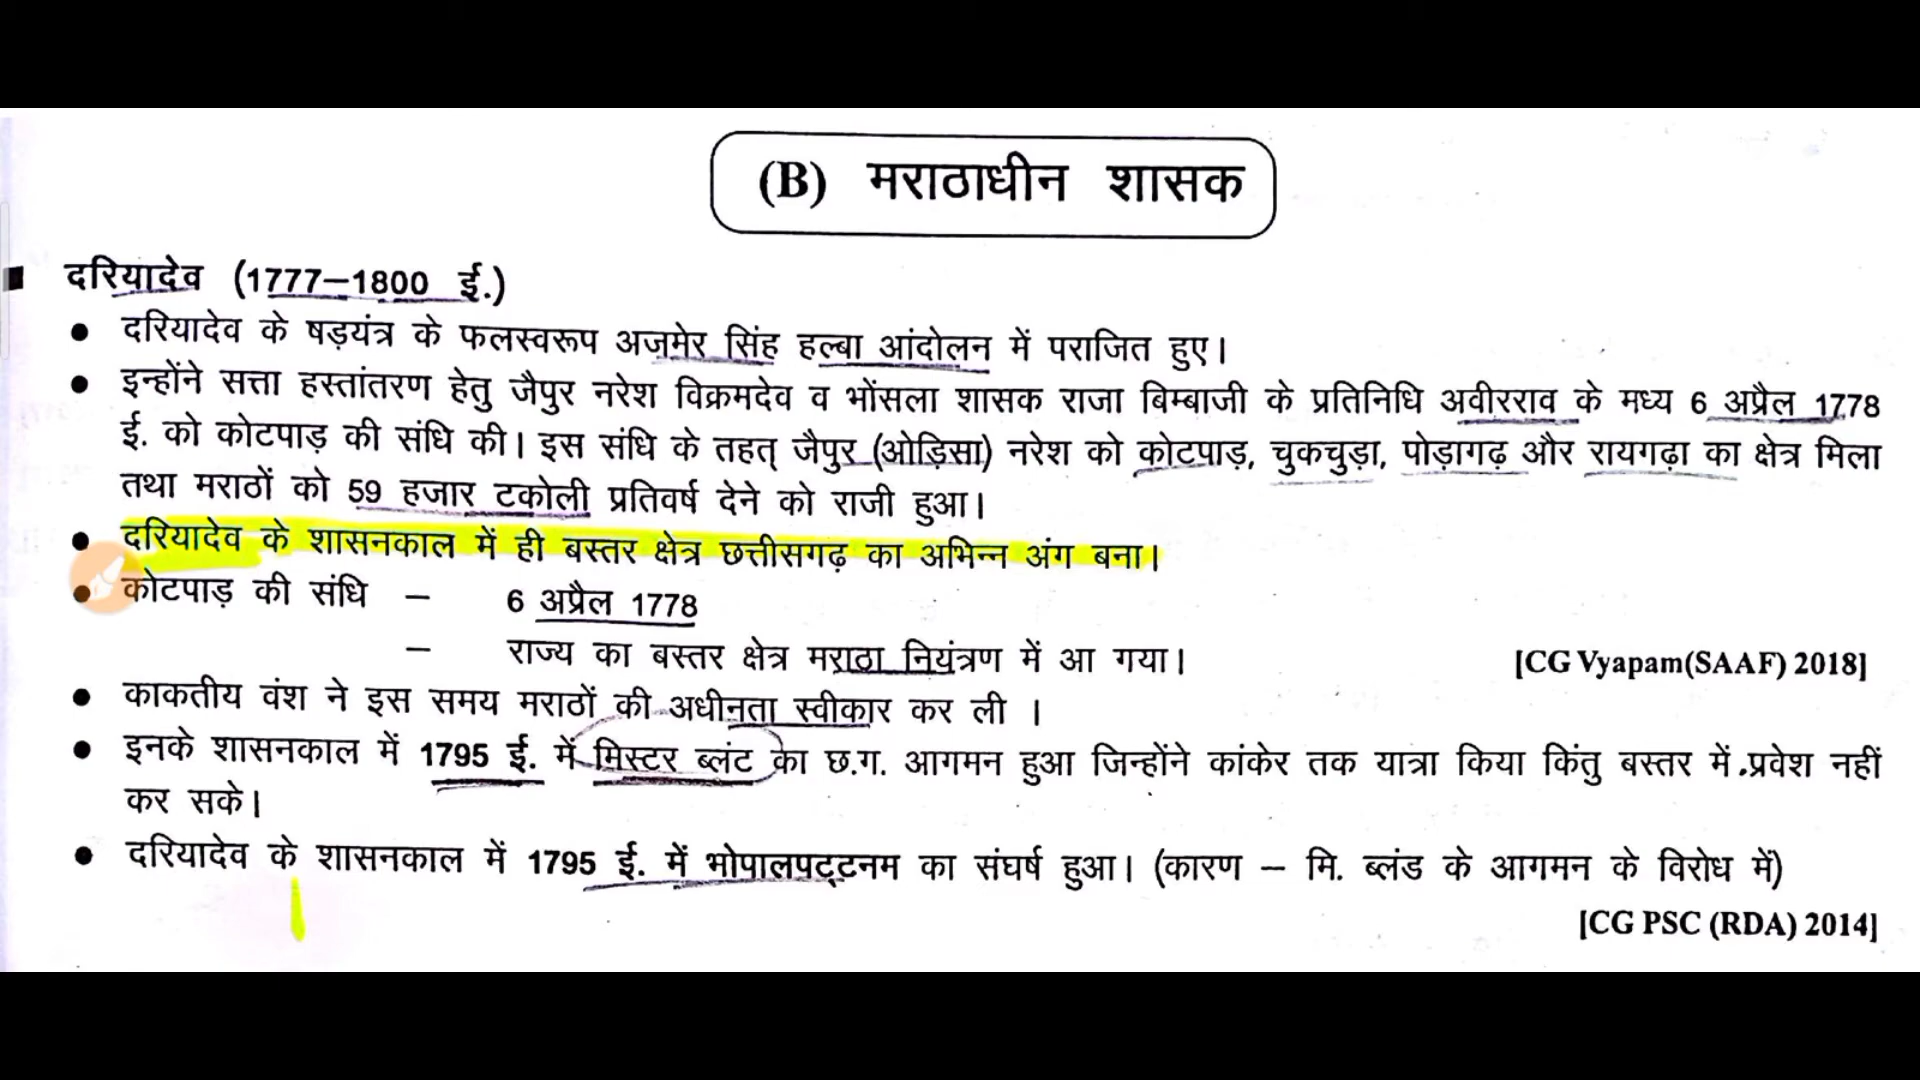 (B) मराठाधीन शासक
दरियादेव (1777–1800 ई.)
दरियादेव के षड़यंत्र के फलस्वरूप अजमेर सिंह हल्बा आंदोलन में पराजित हुए।
इन्होंने सत्ता हस्तांतरण हेतु जैपुर नरेश विक्रमदेव व भोंसला शासक राजा बिम्बाजी के प्रतिनिधि अवीरराव के मध्य 6 अप्रैल 1778
ई. को कोटपाड़ की संधि की। इस संधि के तहत् जैपुर (ओड़िसा) नरेश को कोटपाड़, चुकचुड़ा, पोड़ागढ़ और रायगढ़ा का क्षेत्र मिला
तथा मराठों को 59 हजार टकोली प्रतिवर्ष देने को राजी हुआ।
दरियादेव के शासनकाल में ही बस्तर क्षेत्र छत्तीसगढ़ का अभिन्न अंग बना।
कोटपाड़ की संधि – 6 अप्रैल 1778
– राज्य का बस्तर क्षेत्र मराठा नियंत्रण में आ गया। [CG Vyapam(SAAF) 2018]
काकतीय वंश ने इस समय मराठों की अधीनता स्वीकार कर ली ।
इनके शासनकाल में 1795 ई. में मिस्टर ब्लंट का छ.ग. आगमन हुआ जिन्होंने कांकेर तक यात्रा किया किंतु बस्तर में प्रवेश नहीं
कर सके।
दरियादेव के शासनकाल में 1795 ई. में भोपालपट्टनम का संघर्ष हुआ। (कारण – मि. ब्लंड के आगमन के विरोध में)
[CG PSC (RDA) 2014]